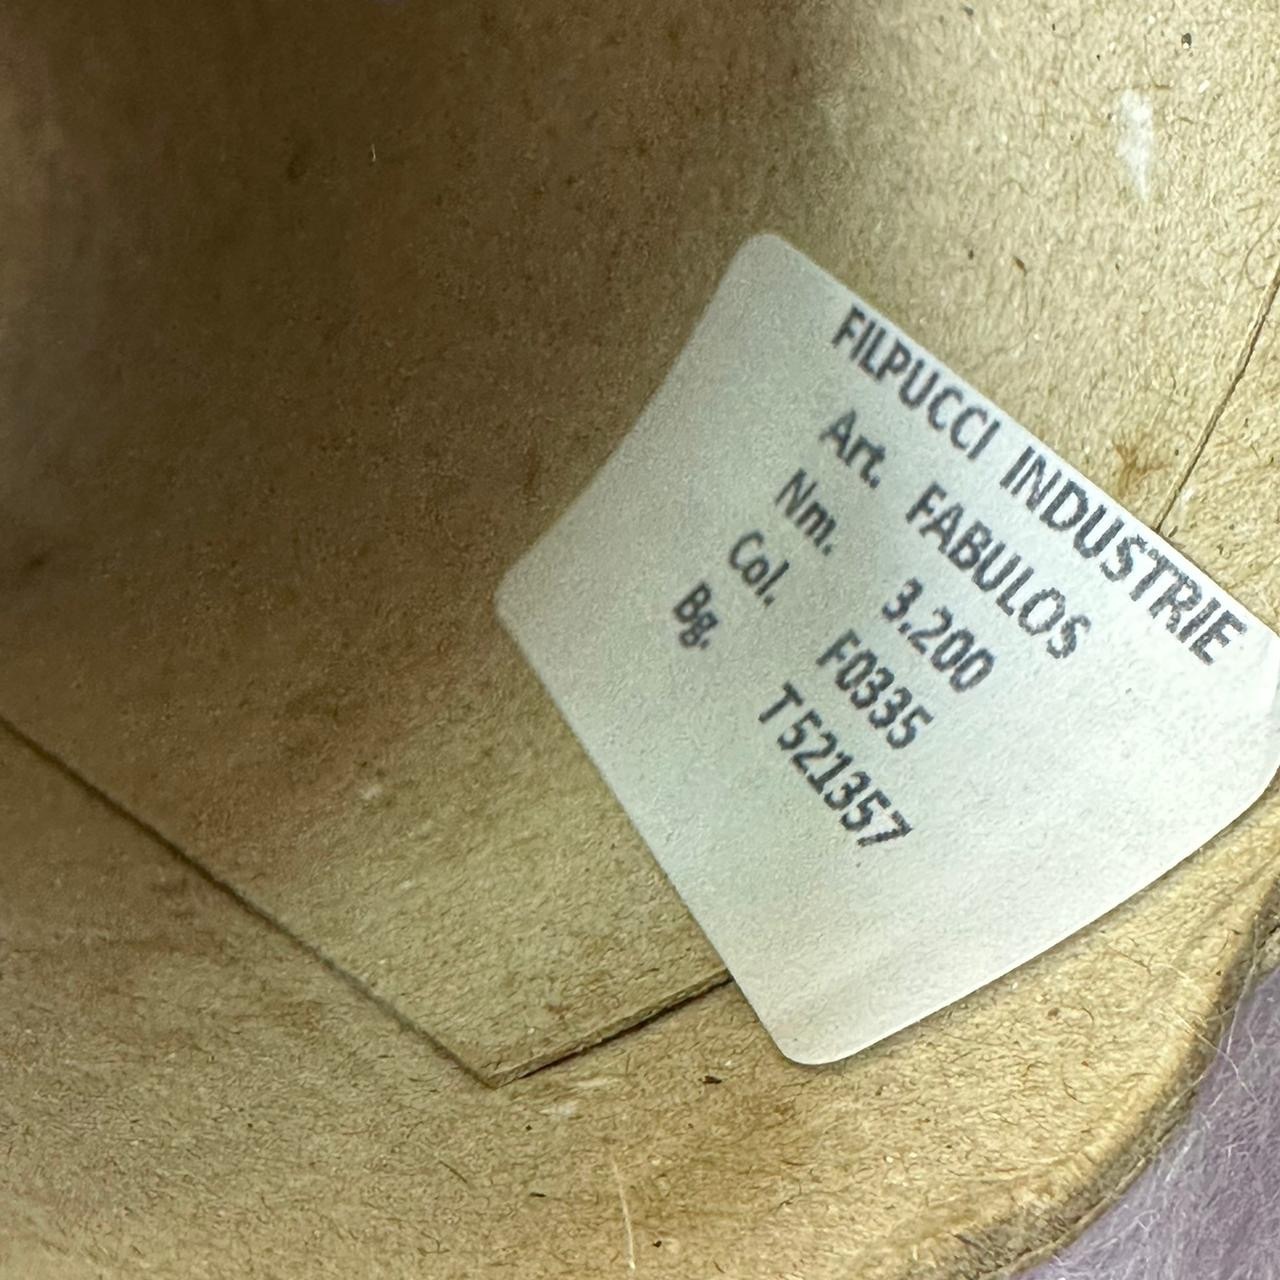 FILPUCCI INDUSTRIE
Art. FABULOS
Nm. 3.200
Col. F0335
Bg. T521357